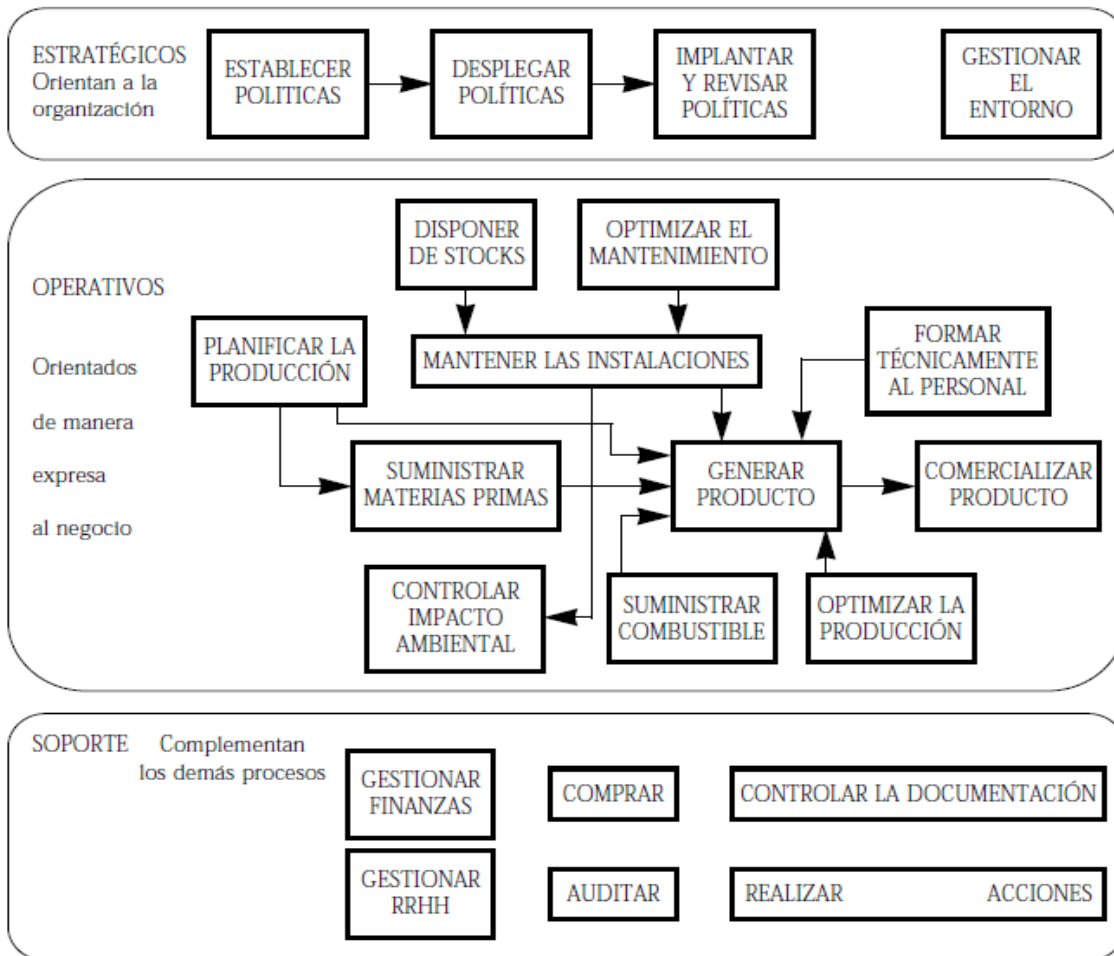 ESTRATÉGICOS
Orientan a la
organización
ESTABLECER
POLITICAS
DESPLEGAR
POLÍTICAS
IMPLANTAR
Y REVISAR
POLÍTICAS
GESTIONAR
EL
ENTORNO
OPERATIVOS
Orientados
de manera
expresa
al negocio
DISPONER
DE STOCKS
OPTIMIZAR EL
MANTENIMIENTO
PLANIFICAR LA
PRODUCCIÓN
MANTENER LAS INSTALACIONES
FORMAR
TÉCNICAMENTE
AL PERSONAL
SUMINISTRAR
MATERIAS PRIMAS
GENERAR
PRODUCTO
COMERCIALIZAR
PRODUCTO
CONTROLAR
IMPACTO
AMBIENTAL
SUMINISTRAR
COMBUSTIBLE
OPTIMIZAR LA
PRODUCCIÓN
SOPORTE Complementan
los demás procesos
GESTIONAR
FINANZAS
COMPRAR
CONTROLAR LA DOCUMENTACIÓN
GESTIONAR
RRHH
AUDITAR
REALIZAR ACCIONES